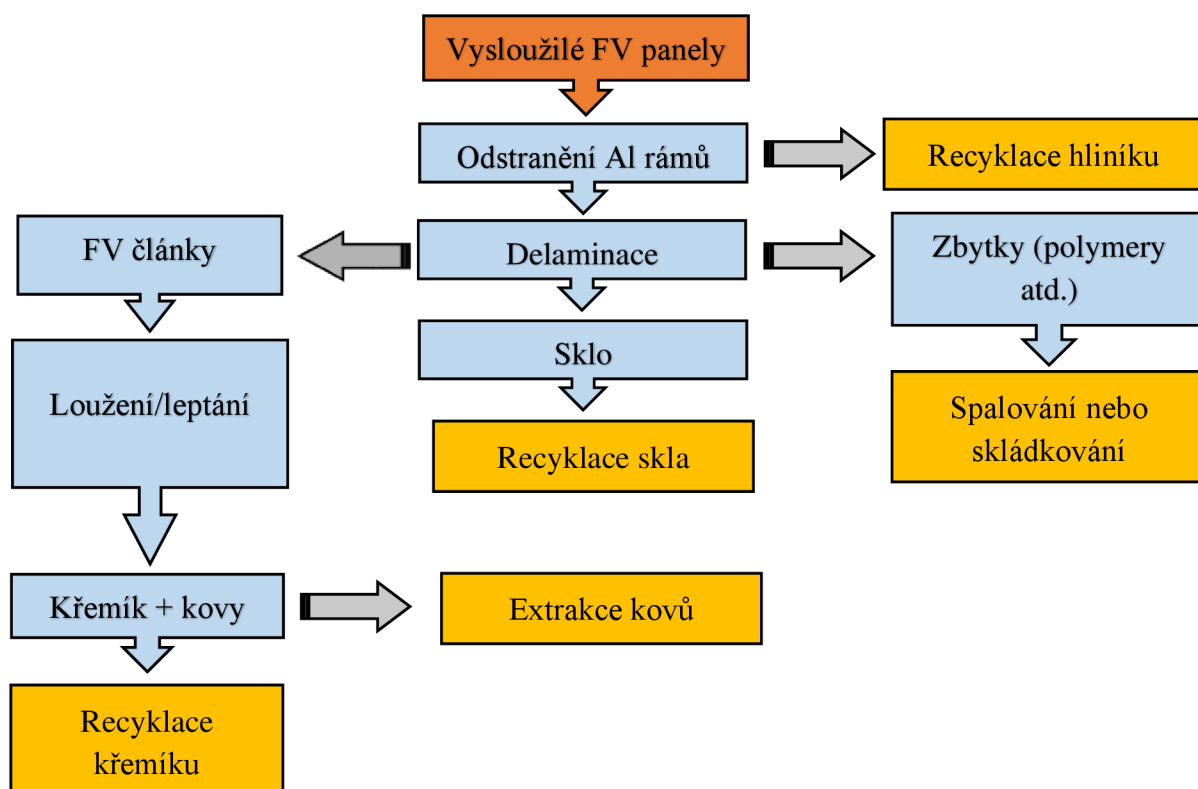 Vysloužilé FV panely
Odstranění Al rámů
Recyklace hliníku
FV články
Delaminace
Zbytky (polymery
atd.)
Sklo
Loužení/leptání
Recyklace skla
Spalování nebo
skládkování
Křemík + kovy
Extrakce kovů
Recyklace
křemíku